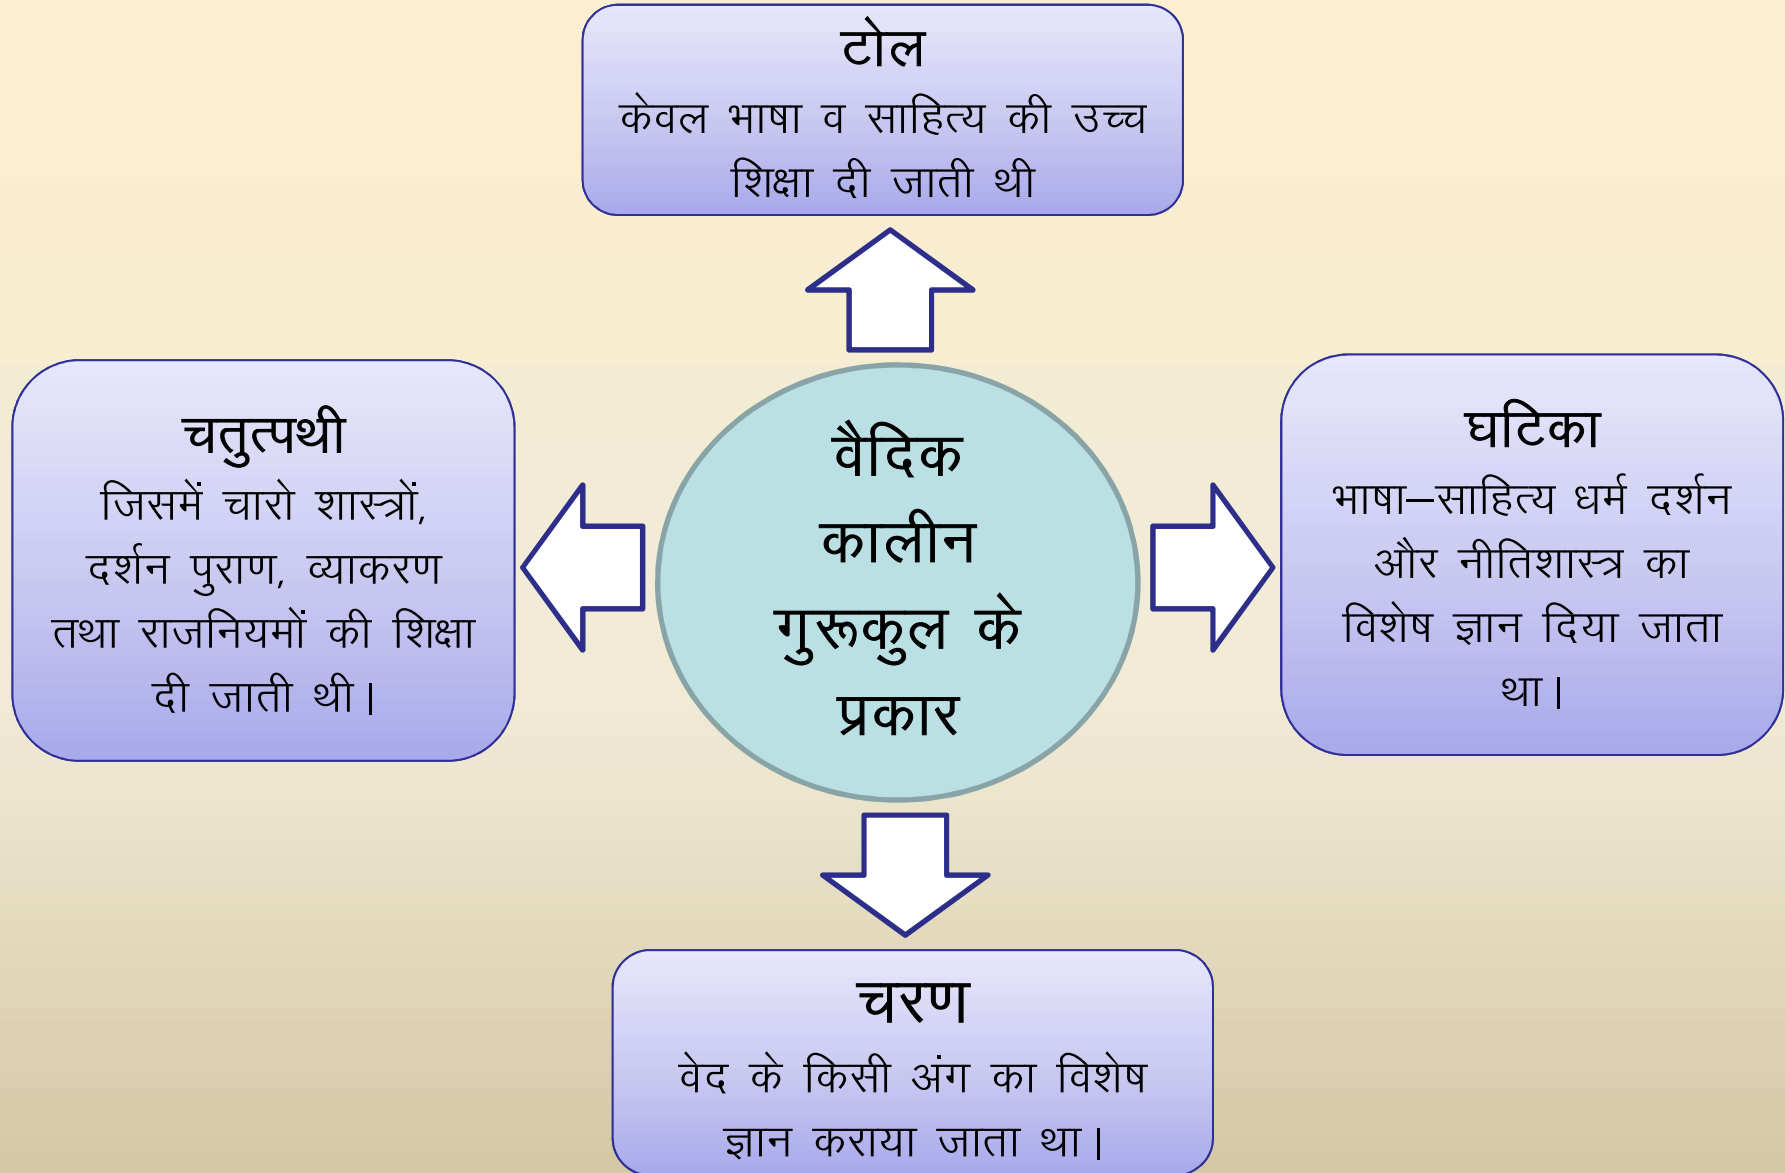 टोल
केवल भाषा व साहित्य की उच्च
शिक्षा दी जाती थी
चतुत्पथी
जिसमें चारो शास्त्रों,
दर्शन पुराण, व्याकरण
तथा राजनियमों की शिक्षा
दी जाती थी।
वैदिक
कालीन
गुरूकुल के
प्रकार
घटिका
भाषा–साहित्य धर्म दर्शन
और नीतिशास्त्र का
विशेष ज्ञान दिया जाता
था।
चरण
वेद के किसी अंग का विशेष
ज्ञान कराया जाता था।